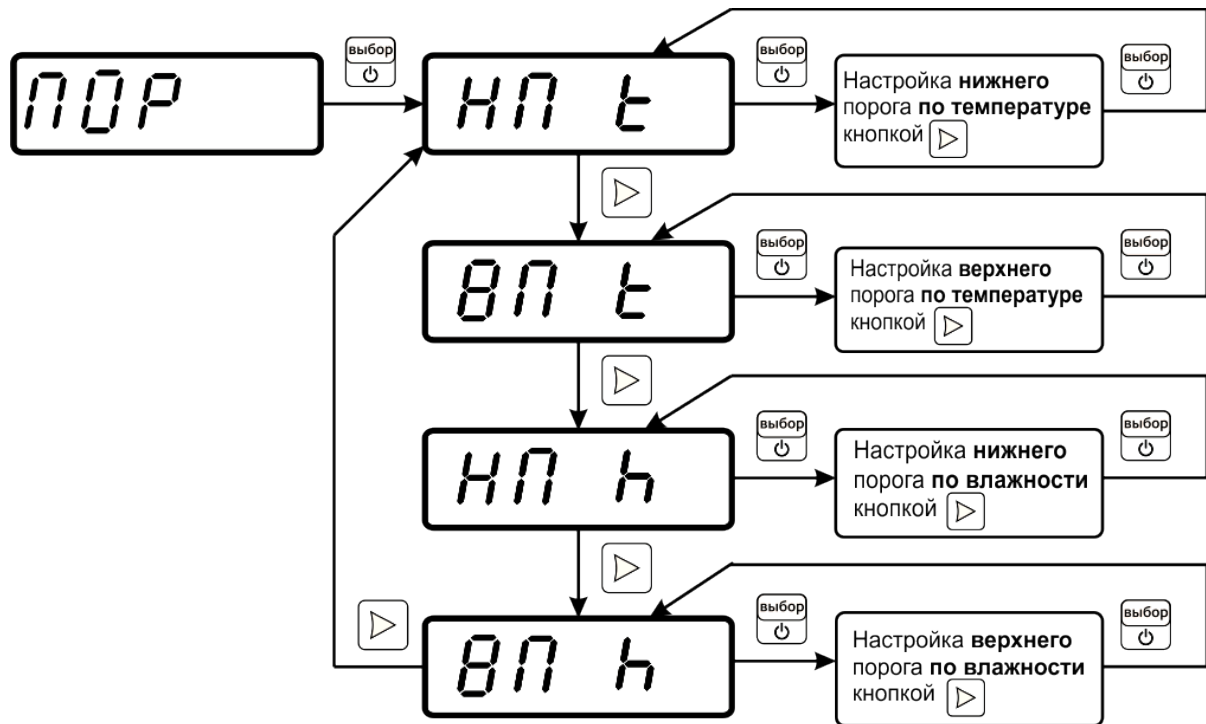 ПОР
выбор
НП t
выбор
Настройка нижнего
порога по температуре
кнопкой
выбор
ВП t
выбор
Настройка верхнего
порога по температуре
кнопкой
выбор
НП h
выбор
Настройка нижнего
порога по влажности
кнопкой
выбор
ВП h
выбор
Настройка верхнего
порога по влажности
кнопкой
выбор